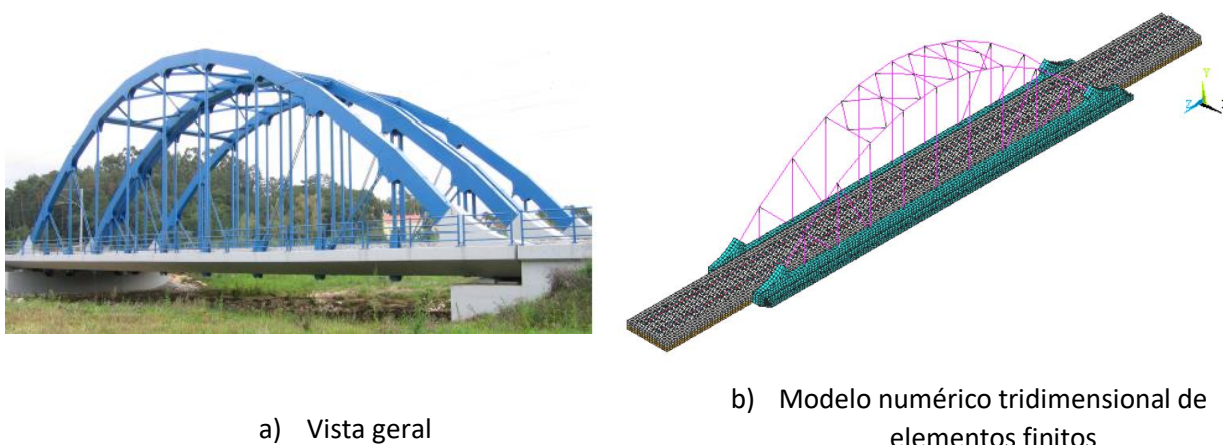 Y
Z
a) Vista geral
b) Modelo numérico tridimensional de
elementos finitos